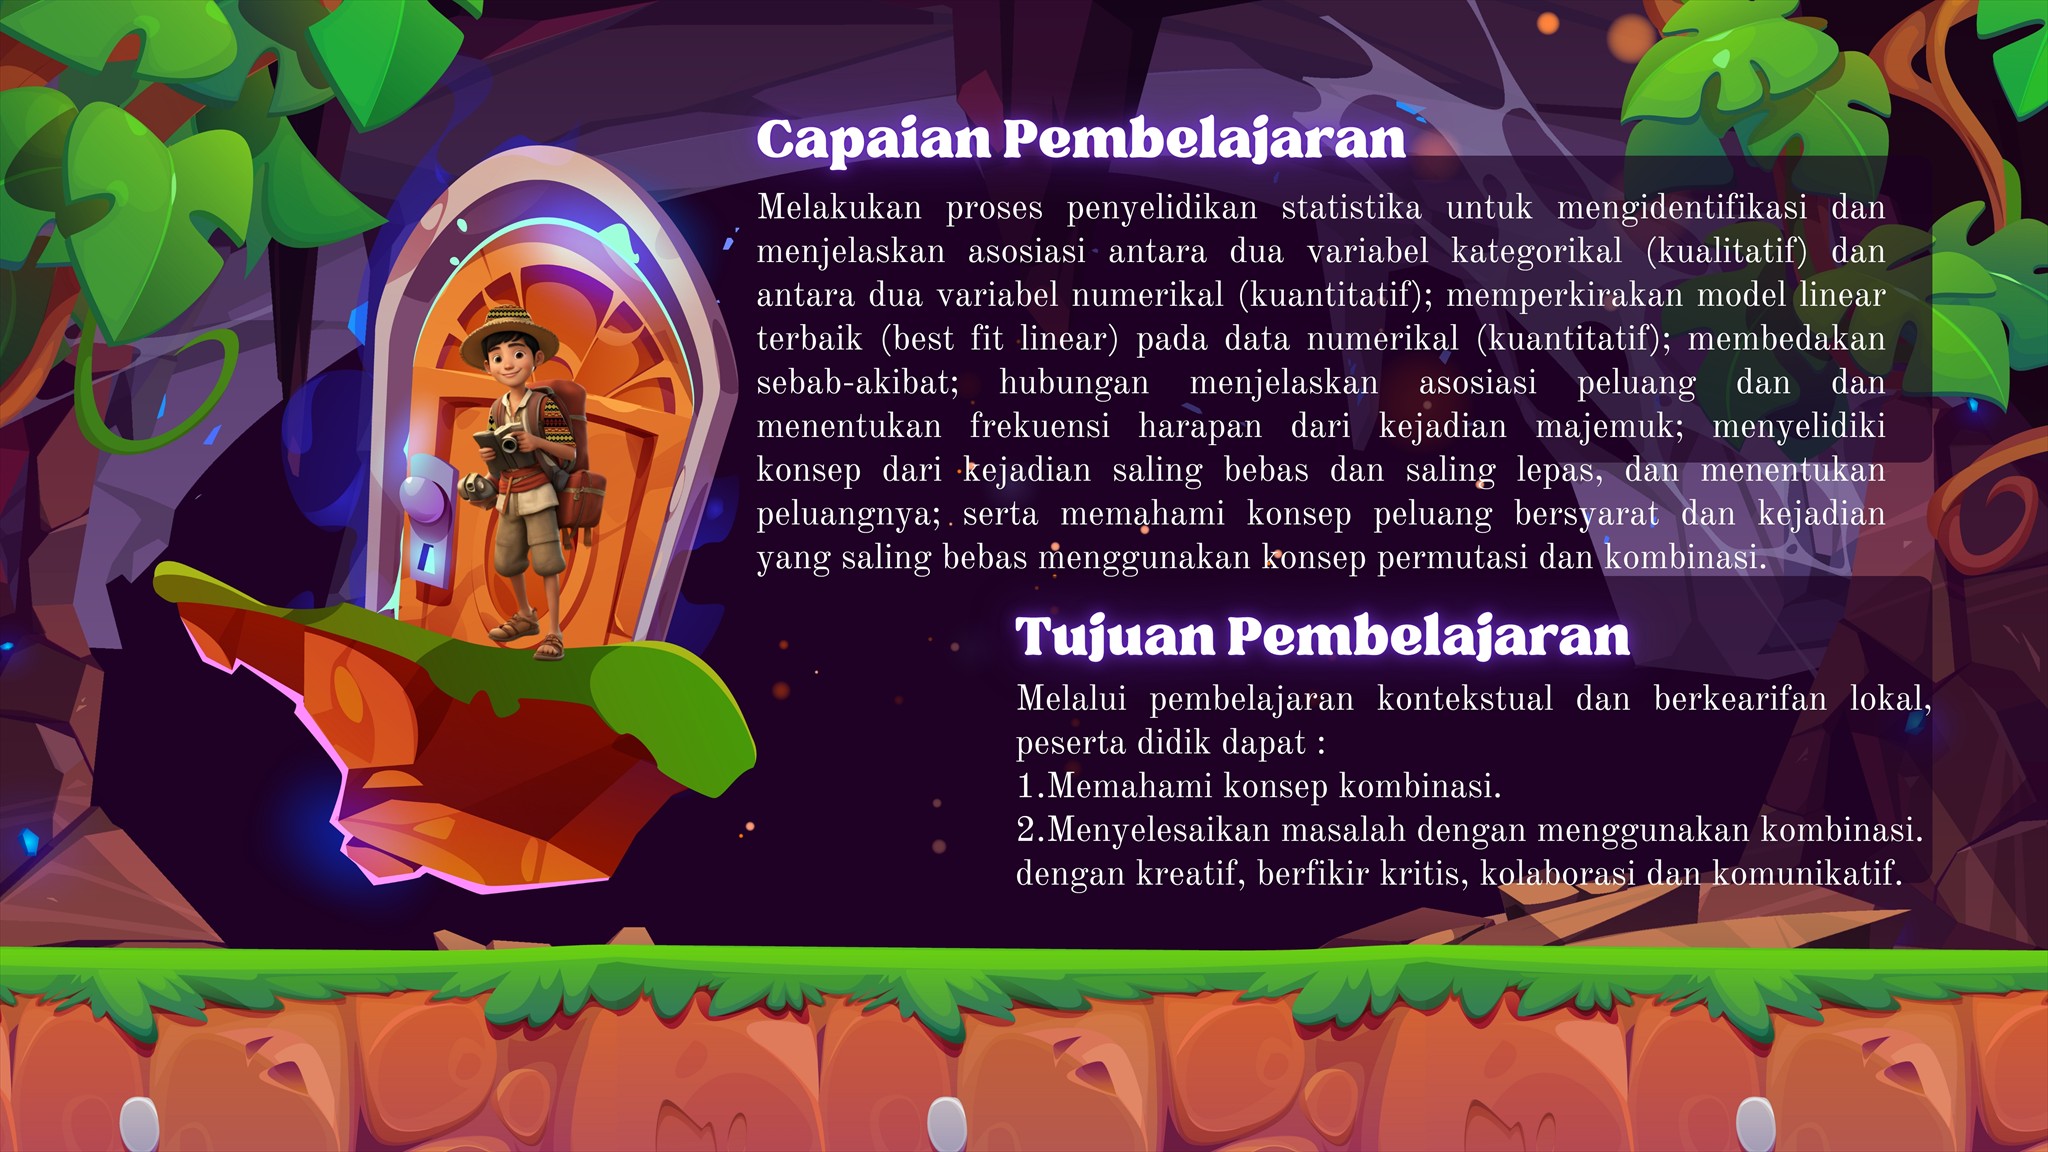 Capaian Pembelajaran
Melakukan proses penyelidikan statistika untuk mengidentifikasi dan
menjelaskan asosiasi antara dua variabel kategorikal (kualitatif) dan
antara dua variabel numerikal (kuantitatif); memperkirakan model linear
terbaik (best fit linear) pada data numerikal (kuantitatif); membedakan
sebab-akibat; hubungan menjelaskan asosiasi peluang dan dan
menentukan frekuensi harapan dari kejadian majemuk; menyelidiki
konsep dari kejadian saling bebas dan saling lepas, dan menentukan
peluangnya; serta memahami konsep peluang bersyarat dan kejadian
yang saling bebas menggunakan konsep permutasi dan kombinasi.
Tujuan Pembelajaran
Melalui pembelajaran kontekstual dan berkearifan lokal,
peserta didik dapat :
1.Memahami konsep kombinasi.
2.Menyelesaikan masalah dengan menggunakan kombinasi.
dengan kreatif, berfikir kritis, kolaborasi dan komunikatif.